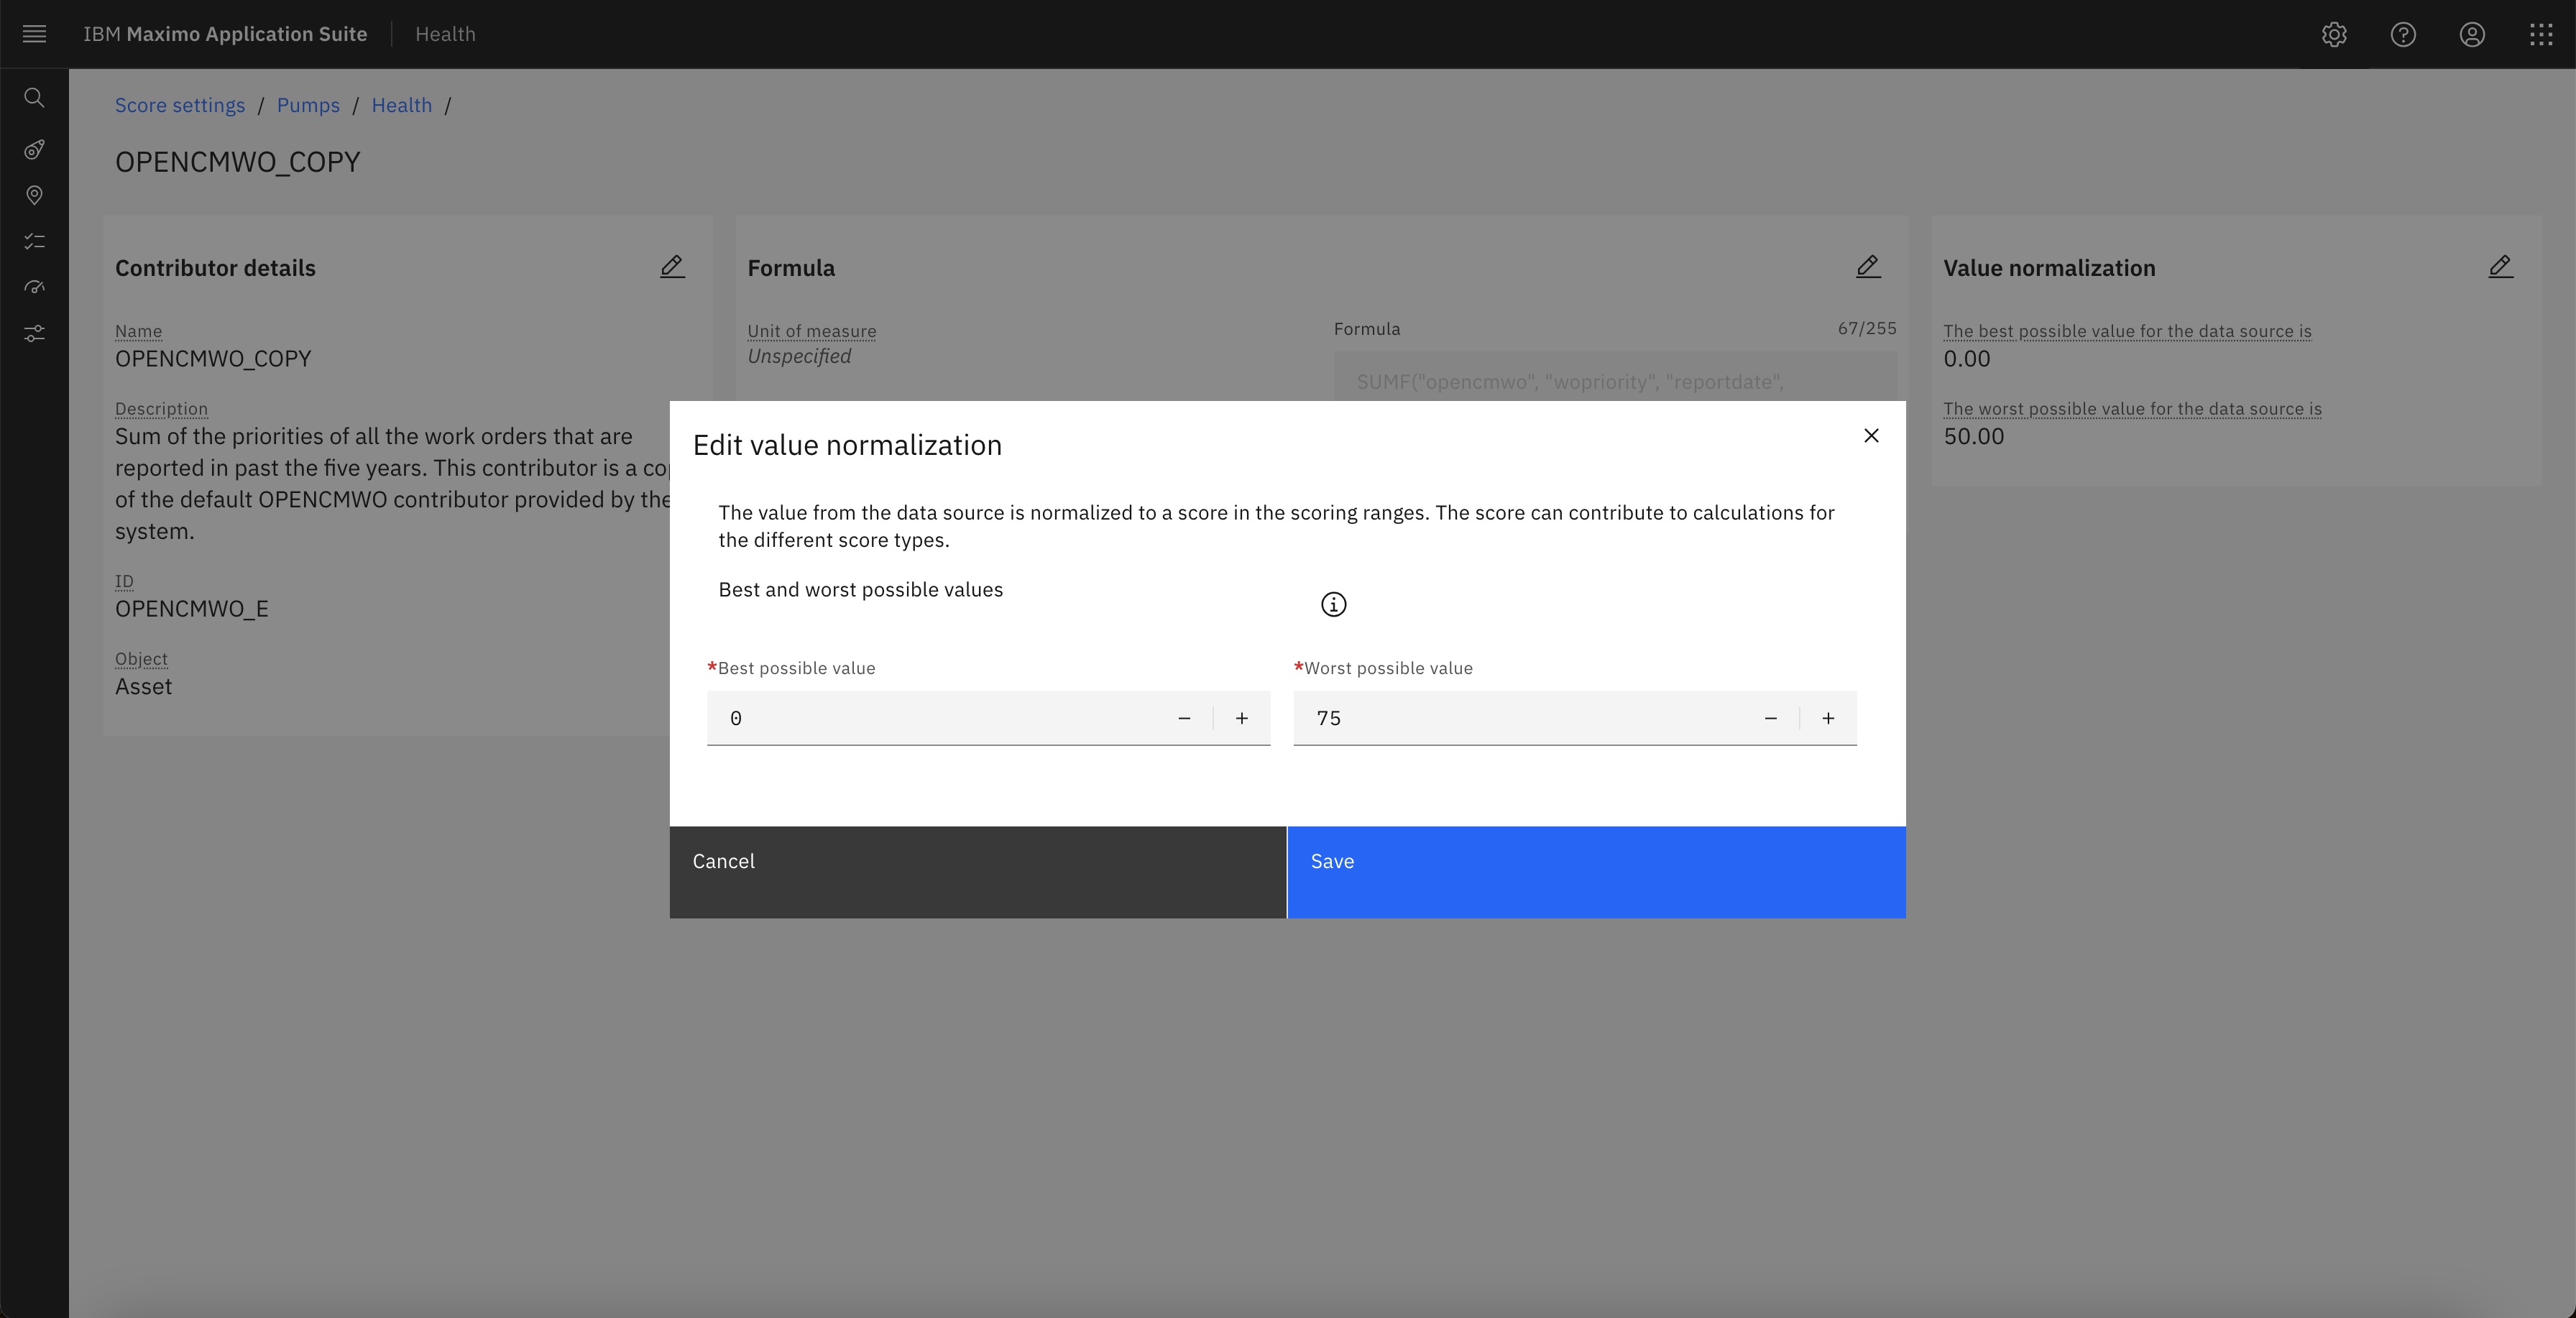 IBM Maximo Application Suite | Health
Score settings / Pumps / Health /
OPENCMWO_COPY
Contributor details
Name
OPENCMWO_COPY
Description
Sum of the priorities of all the work orders that are
reported in past the five years. This contributor is a
of the default OPENCMWO contributor provided by the
system.
ID
OPENCMWO_E
Object
Asset
Formula
Unit of measure
Unspecified
Formula
67/255
SUMF("opencmwo", "wopriority", "reportdate",
Value normalization
The best possible value for the data source is
0.00
The worst possible value for the data source is
50.00
Edit value normalization
The value from the data source is normalized to a score in the scoring ranges. The score can contribute to calculations for
the different score types.
Best and worst possible values
*Best possible value
0
*Worst possible value
75
Cancel
Save